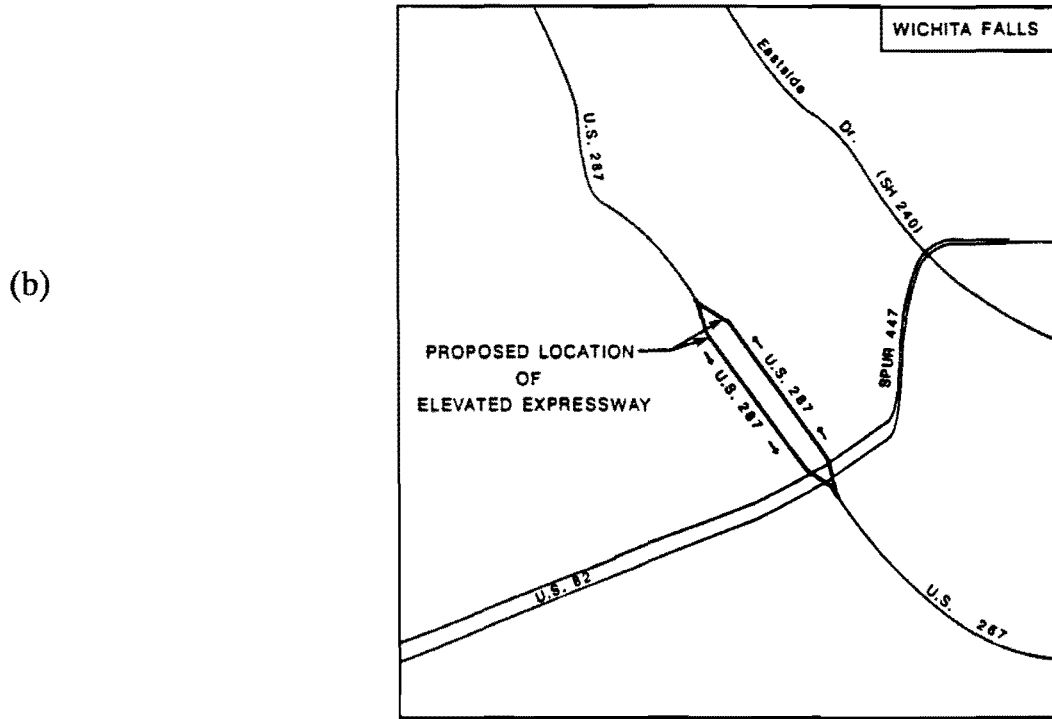 (b)
WICHITA FALLS
Eastside Dr. (SH 240)
U.S. 287
SPUR 447
PROPOSED LOCATION
OF
ELEVATED EXPRESSWAY
U.S. 287
U.S. 287
U.S. 82
U.S. 287